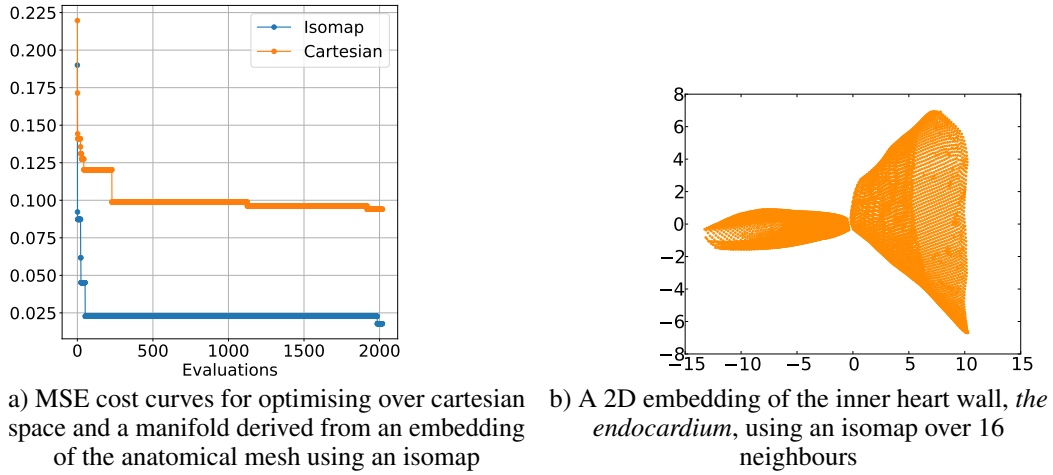 0.225
0.200
0.175
0.150
0.125
0.100
0.075
0.050
0.025
Isomap
Cartesian
0 500 1000 1500 2000
Evaluations
8
6
4
2
0
−2
−4
−6
−8
−15 −10 −5 0 5 10 15
a) MSE cost curves for optimising over cartesian
space and a manifold derived from an embedding
of the anatomical mesh using an isomap
b) A 2D embedding of the inner heart wall, the
endocardium, using an isomap over 16
neighbours